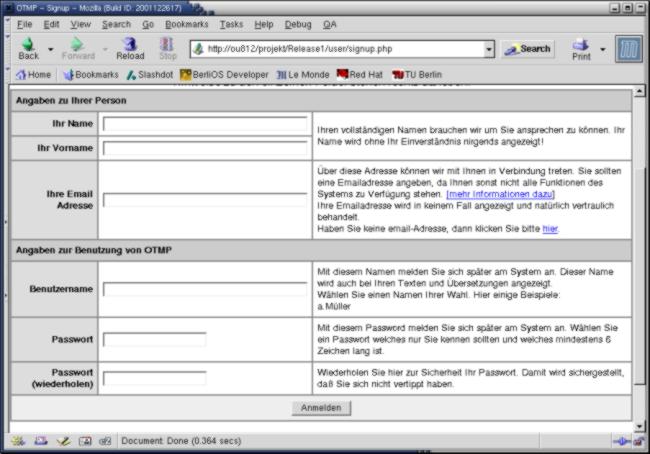 OTMP - Signup - Mozilla (Build ID: 2001122617)
File Edit View Search Go Bookmarks Tasks Help Debug QA
Back Forward Reload Stop http://ou812/projekt/Release1/user/signup.php Search Print
Home Bookmarks Slashdot BerliOS Developer Le Monde Red Hat TU Berlin
Angaben zu Ihrer Person
Ihr Name
Ihr Vorname
Ihren vollständigen Namen brauchen wir um Sie ansprechen zu können. Ihr
Name wird ohne Ihr Einverständnis nirgends angezeigt!
Ihre Email
Adresse
Über diese Adresse können wir mit Ihnen in Verbindung treten. Sie sollten
eine Emailadresse angeben, da Ihnen sonst nicht alle Funktionen des
Systems zu Verfügung stehen. [mehr Informationen dazu]
Ihre Emailadresse wird in keinem Fall angezeigt und natürlich vertraulich
behandelt.
Haben Sie keine email-Adresse, dann klicken Sie bitte hier.
Angaben zur Benutzung von OTMP
Benutzername
Mit diesem Namen melden Sie sich später am System an. Dieser Name
wird auch bei Ihren Texten und Übersetzungen angezeigt.
Wählen Sie einen Namen Ihrer Wahl. Hier einige Beispiele:
a.Müller
Passwort
Mit diesem Password melden Sie sich später am System an. Wählen Sie
ein Passwort welches nur Sie kennen sollten und welches mindestens 6
Zeichen lang ist.
Passwort
(wiederholen)
Wiederholen Sie hier zur Sicherheit Ihr Passwort. Damit wird sichergestellt,
daß Sie sich nicht vertippt haben.
Anmelden
Document: Done (0.364 secs)